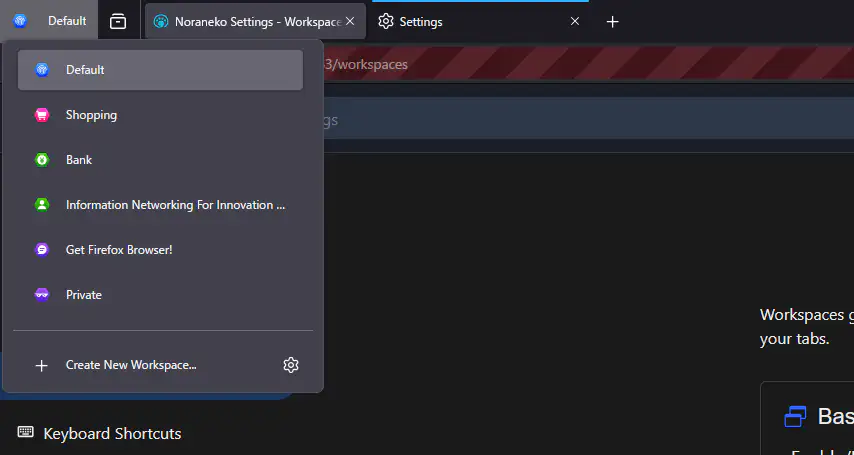 Default
Noraneko Settings - Workspace
Settings
Default
3/workspaces
Shopping
gs
Bank
Information Networking For Innovation ...
Get Firefox Browser!
Private
Workspaces g
your tabs.
Create New Workspace...
Bas
Keyboard Shortcuts